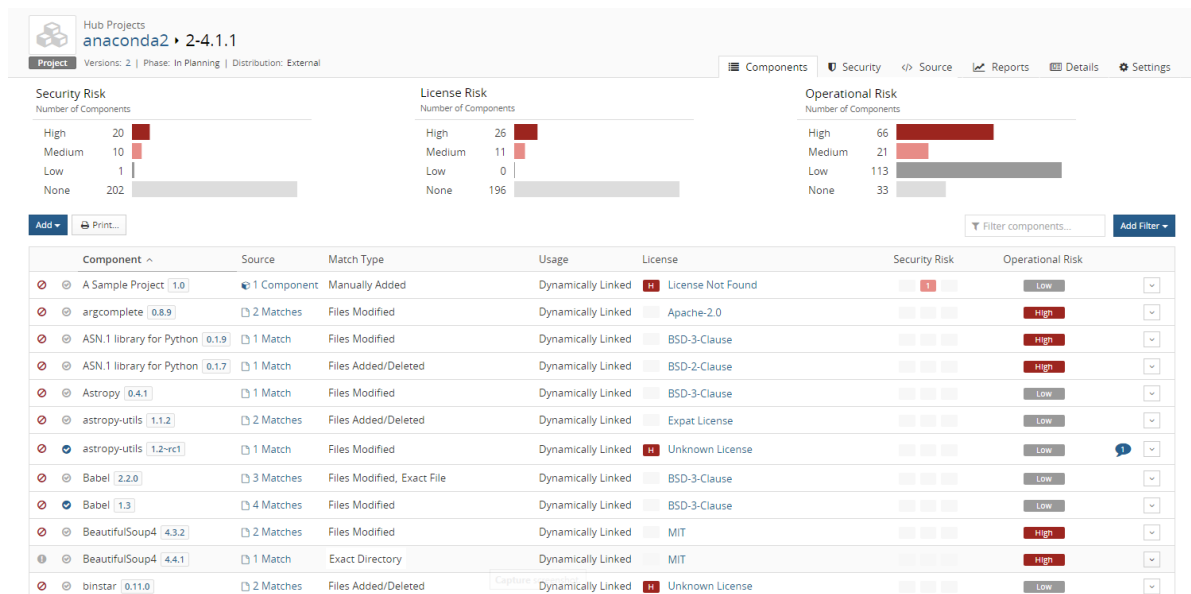 Hub Projects
anaconda2 ▸ 2-4.1.1
Project Versions: 2 | Phase: In Planning | Distribution: External
Components Security </> Source Reports Details Settings
Security Risk
Number of Components
High 20
Medium 10
Low 1
None 202
License Risk
Number of Components
High 26
Medium 11
Low 0
None 196
Operational Risk
Number of Components
High 66
Medium 21
Low 113
None 33
Add Print... Filter components... Add Filter
Component Source Match Type Usage License Security Risk Operational Risk
A Sample Project 1.0 1 Component Manually Added Dynamically Linked H License Not Found 1 Low
argcomplete 0.8.9 2 Matches Files Modified Dynamically Linked Apache-2.0 High
ASN.1 library for Python 0.1.9 1 Match Files Modified Dynamically Linked BSD-3-Clause High
ASN.1 library for Python 0.1.7 1 Match Files Added/Deleted Dynamically Linked BSD-2-Clause High
Astropy 0.4.1 1 Match Files Modified Dynamically Linked BSD-3-Clause Low
astropy-utils 1.1.2 2 Matches Files Added/Deleted Dynamically Linked Expat License Low
astropy-utils 1.2~rc1 1 Match Files Modified Dynamically Linked H Unknown License Low 1
Babel 2.2.0 3 Matches Files Modified, Exact File Dynamically Linked BSD-3-Clause Low
Babel 1.3 4 Matches Files Modified Dynamically Linked BSD-3-Clause Low
BeautifulSoup4 4.3.2 2 Matches Files Modified Dynamically Linked MIT High
BeautifulSoup4 4.4.1 1 Match Exact Directory Dynamically Linked MIT High
binstar 0.11.0 2 Matches Files Added/Deleted Capture Dynamically Linked H Unknown License Low